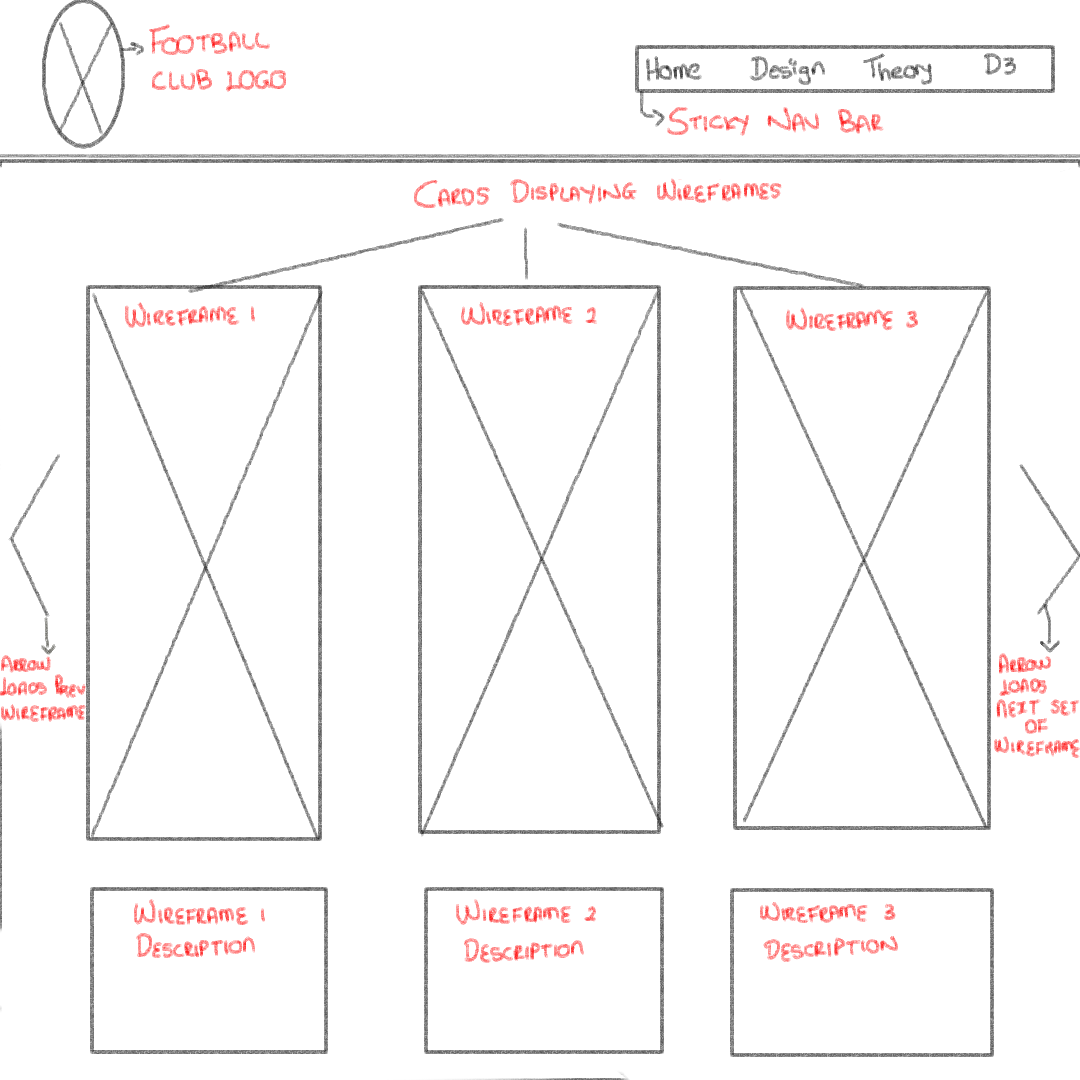 FOOTBALL
CLUB LOGO
Home Design Theory D3
STICKY NAV BAR
CARDS DISPLAYING WIREFRAMES
WIREFRAME 1
WIREFRAME 2
WIREFRAME 3
ARROW
LOADS PREV
WIREFRAME
ARROW
LOADS
NEXT SET
OF
WIREFRAME
WIREFRAME 1
DESCRIPTION
WIREFRAME 2
DESCRIPTION
WIREFRAME 3
DESCRIPTION